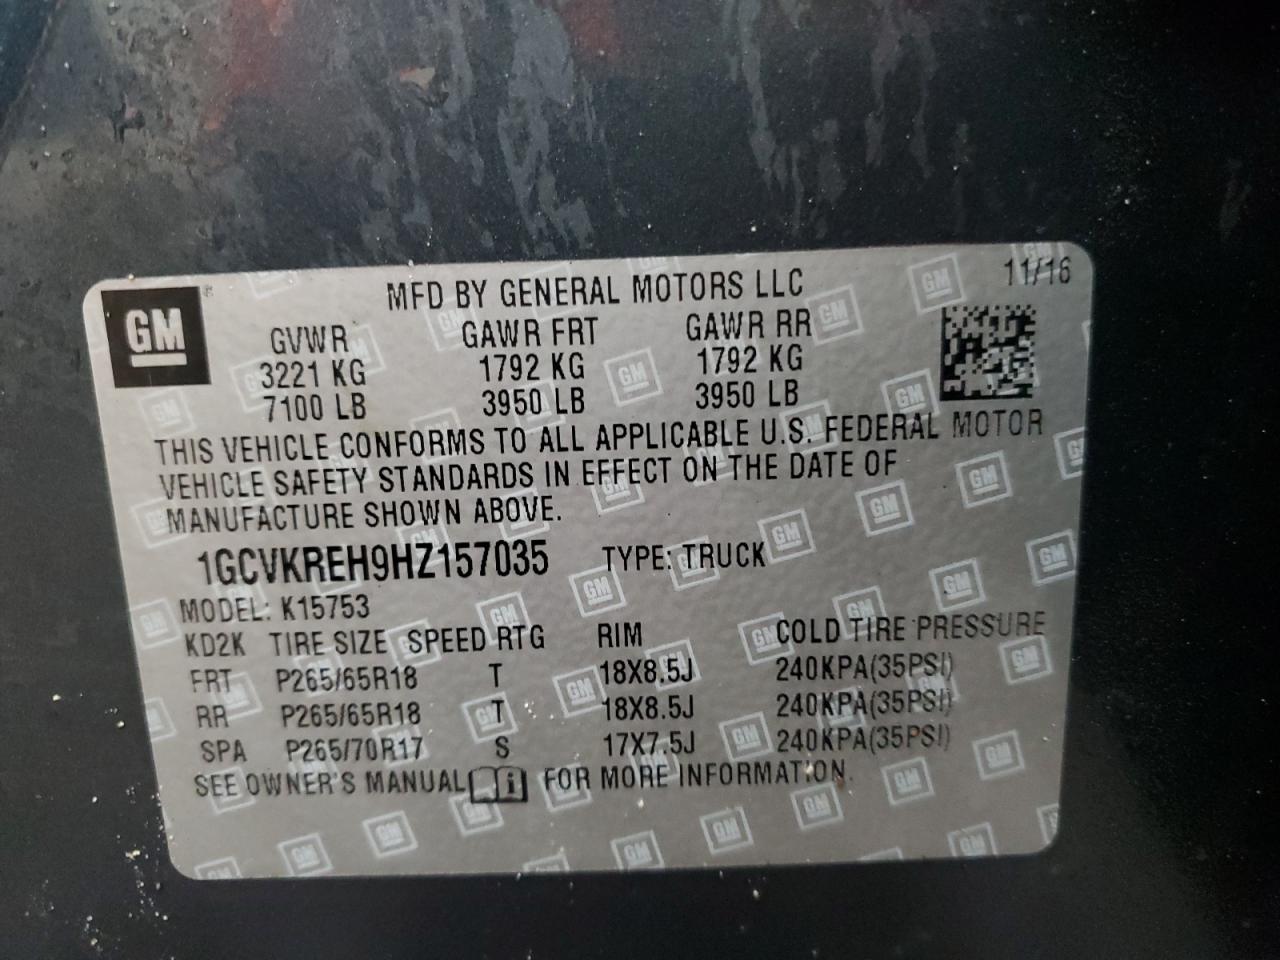 11/16
MFD BY GENERAL MOTORS LLC
GM
GVWR GAWR FRT GAWR RR
3221 KG 1792 KG 1792 KG
7100 LB 3950 LB 3950 LB
THIS VEHICLE CONFORMS TO ALL APPLICABLE U.S. FEDERAL MOTOR
VEHICLE SAFETY STANDARDS IN EFFECT ON THE DATE OF
MANUFACTURE SHOWN ABOVE.
1GCVKREH9HZ157035 TYPE: TRUCK
MODEL: K15753
KD2K TIRE SIZE SPEED RTG RIM COLD TIRE PRESSURE
FRT P265/65R18 T 18X8.5J 240KPA(35PSI)
RR P265/65R18 T 18X8.5J 240KPA(35PSI)
SPA P265/70R17 S 17X7.5J 240KPA(35PSI)
SEE OWNER'S MANUAL i FOR MORE INFORMATION.